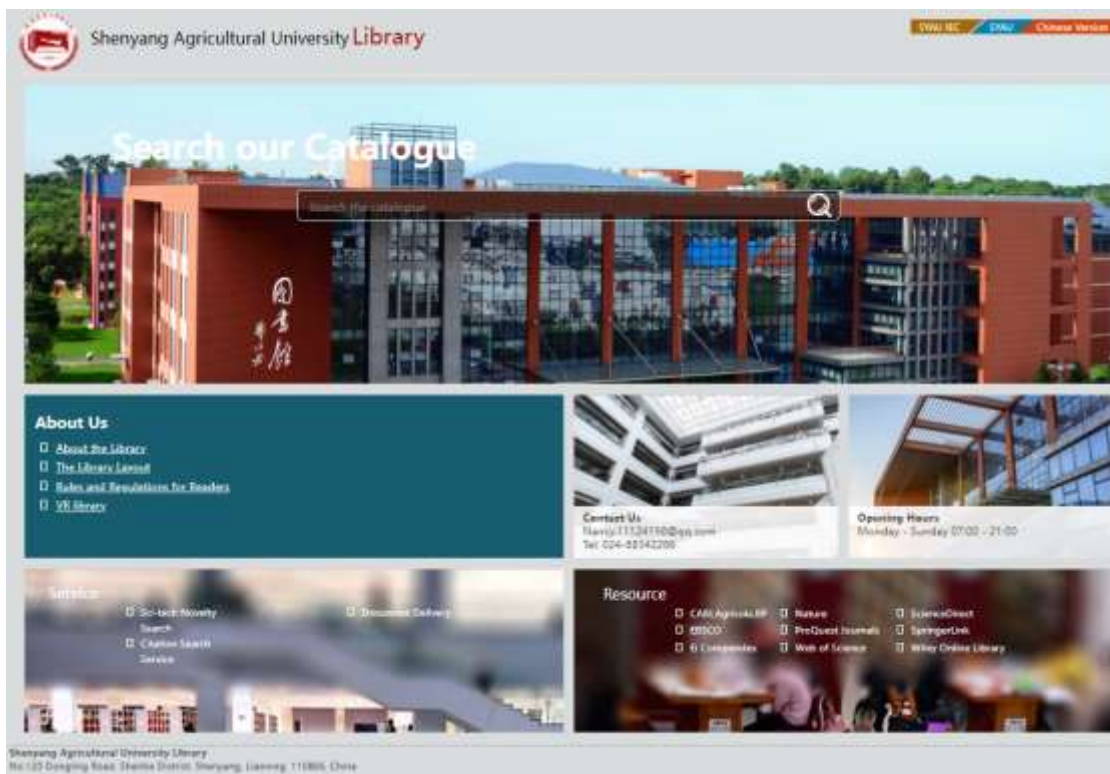 Shenyang Agricultural University Library
SYAU IEC
SYAU
Chinese Version
Search our Catalogue
Search the catalogue
图书馆
About Us
About the Library
The Library Layout
Rules and Regulations for Readers
VR library
Contact Us
Tel: 024-88342286
Opening Hours
Monday - Sunday 07:00 - 21:00
Service
Sci-tech Novelty
Search
Citation Search
Service
Document Delivery
Resource
Nature
ScienceDirect
EBSCO
ProQuest Journals
SpringerLink
EI Compendex
Web of Science
Wiley Online Library
Shenyang Agricultural University Library
No.120 Dongling Road, Shenhe District, Shenyang, Liaoning, 110866, China